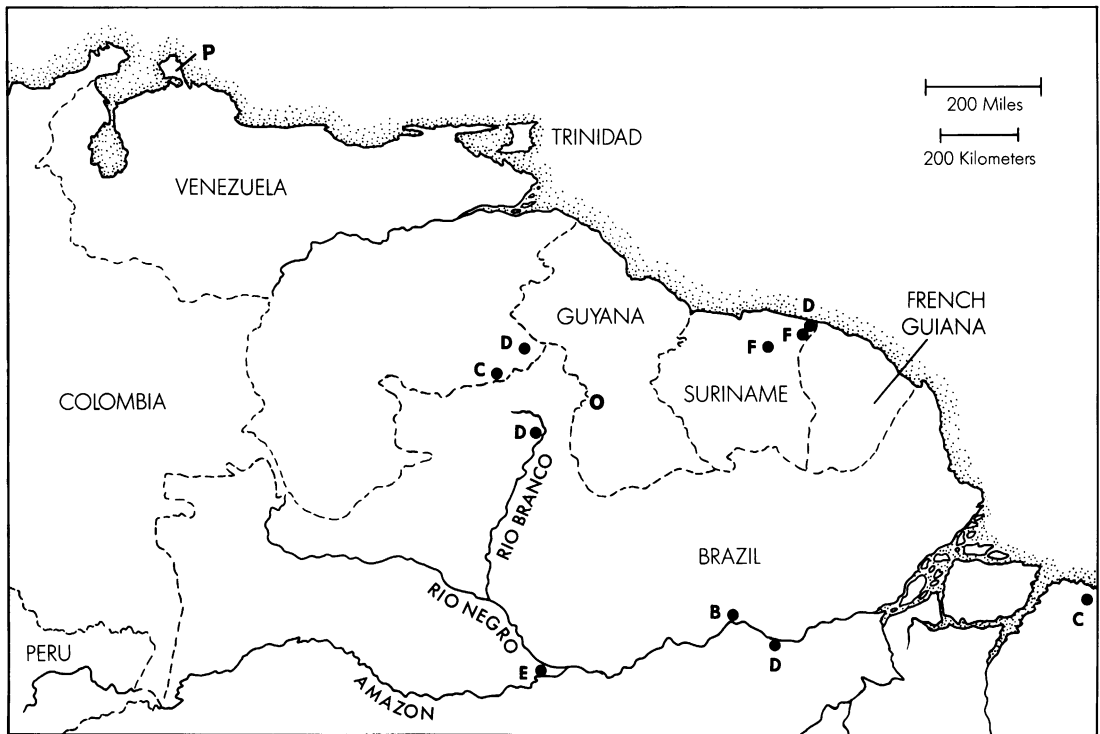 P
200 Miles
TRINIDAD
200 Kilometers
VENEZUELA
FRENCH
GUIANA
D
GUYANA
F
D
F
C
SURINAME
COLOMBIA
O
D
RIO BRANCO
BRAZIL
RIO NEGRO
B
C
PERU
D
E
AMAZON